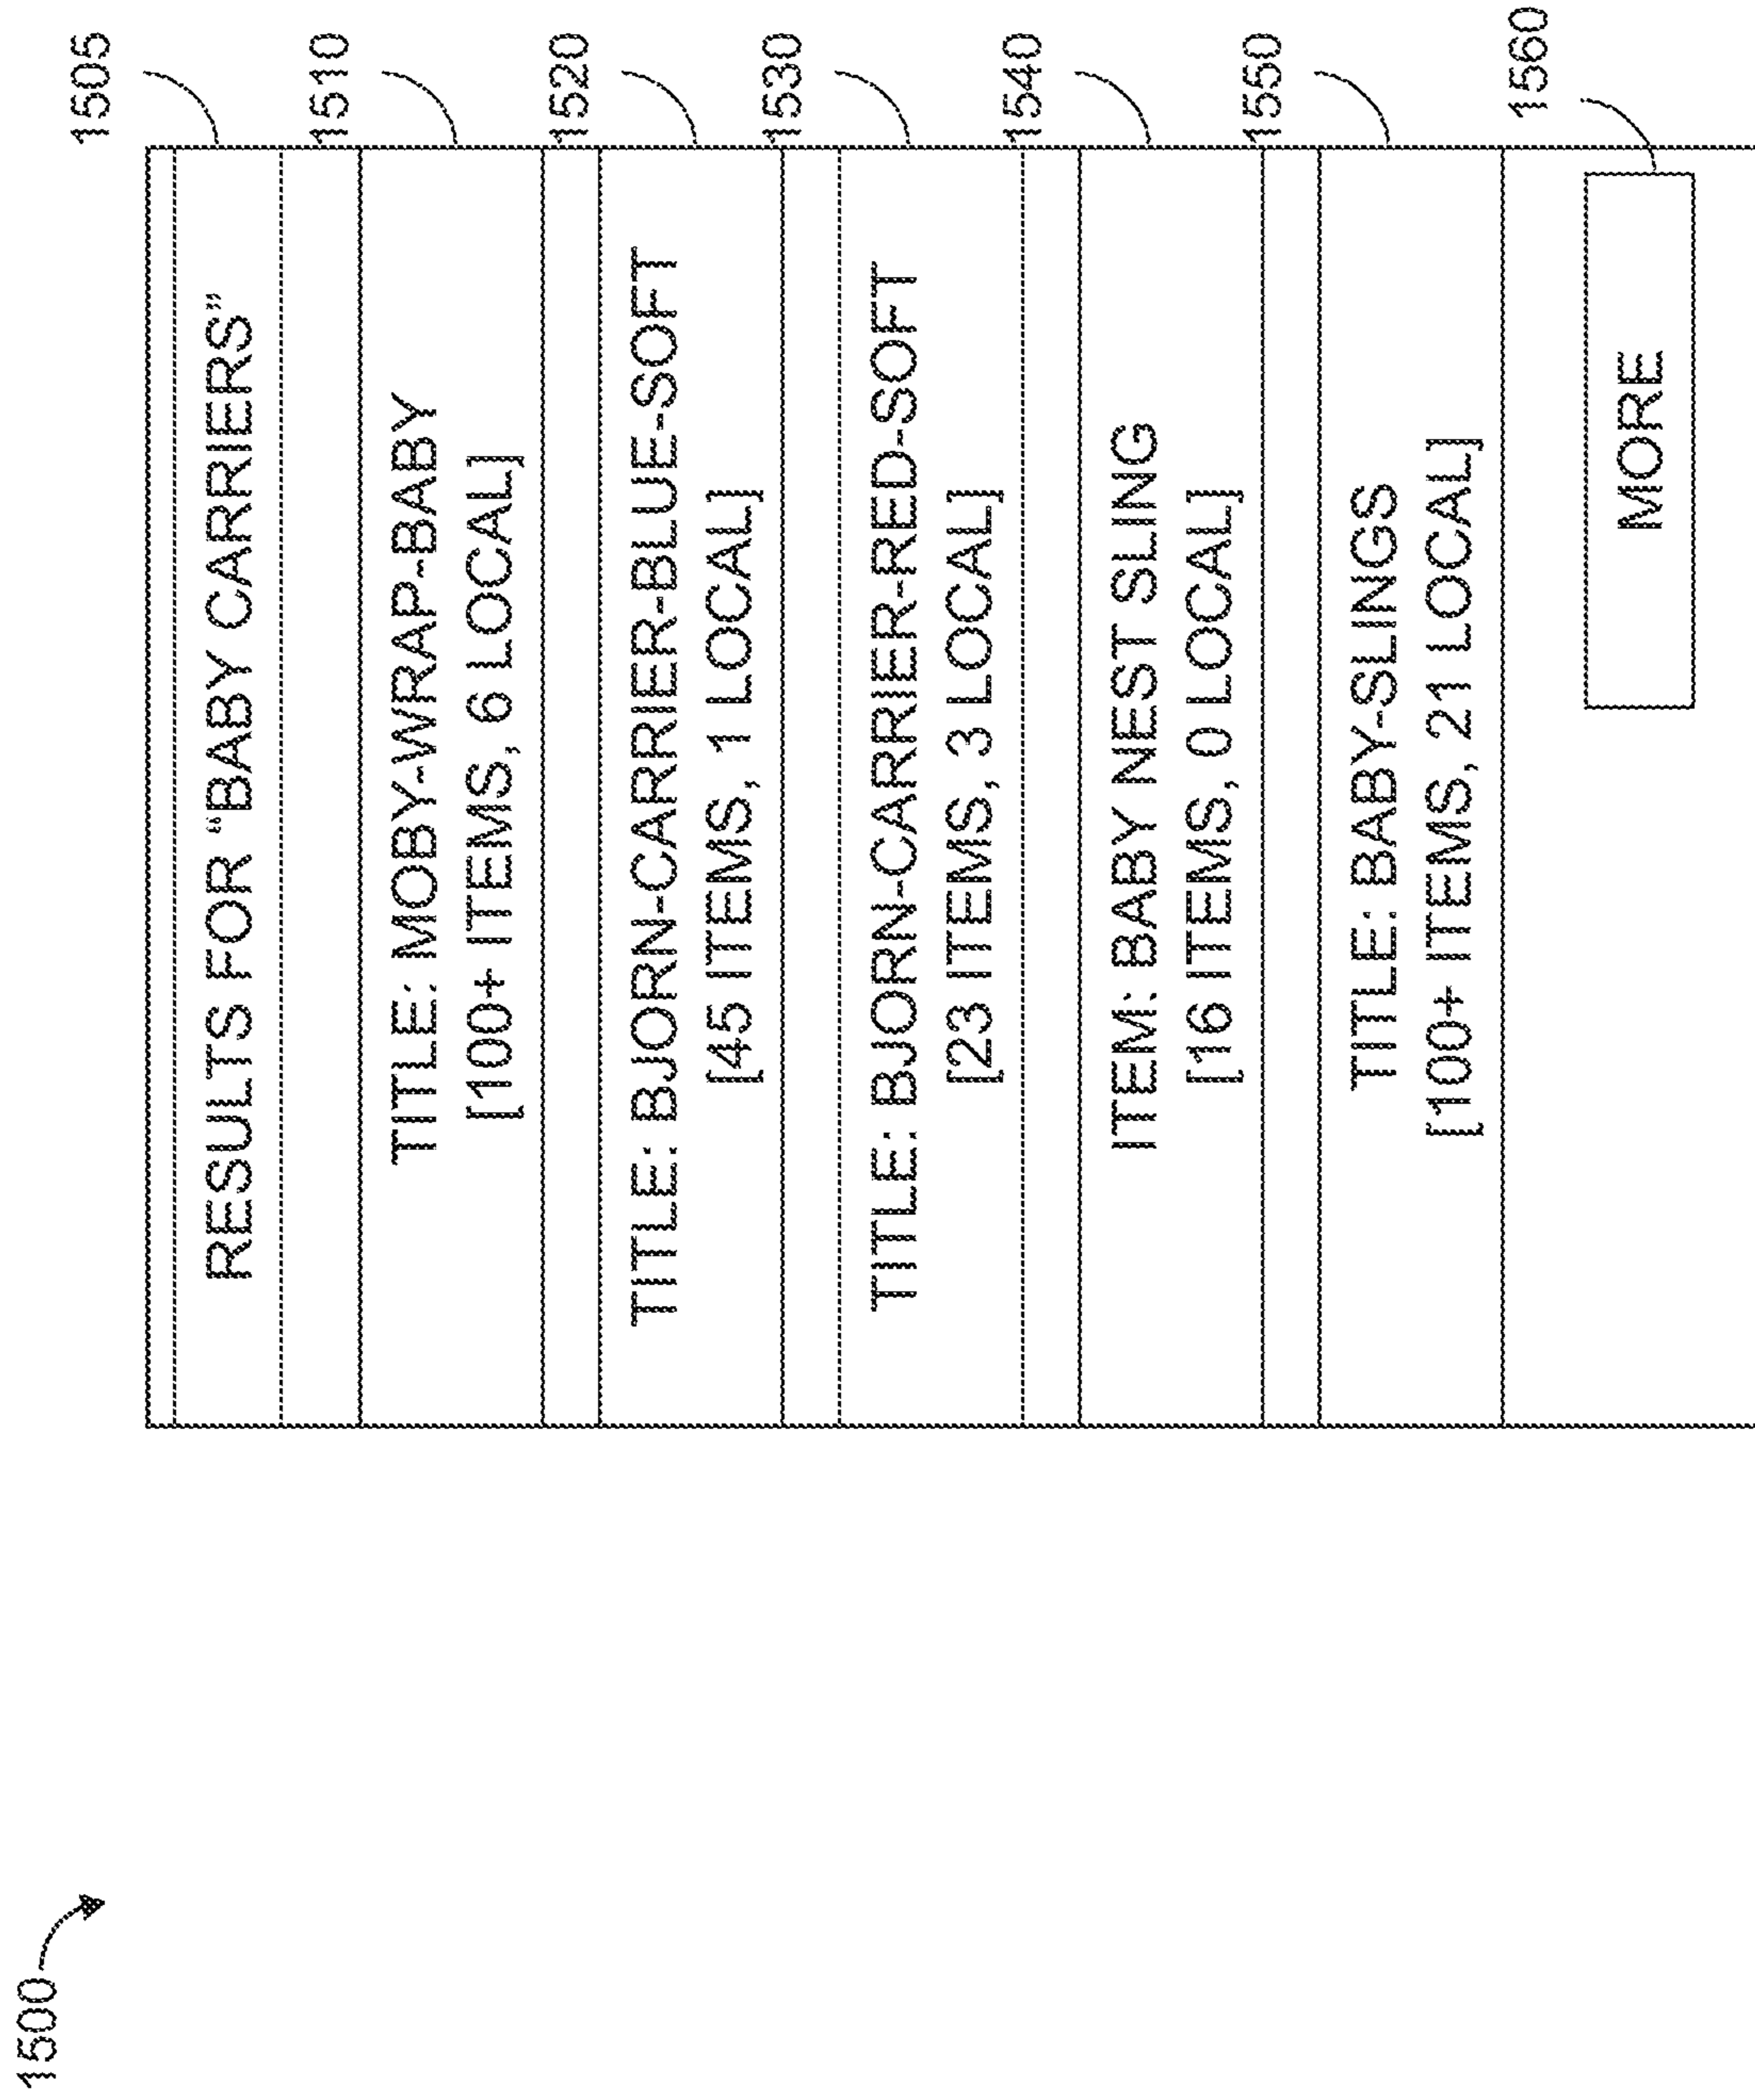 1500
RESULTS FOR “BABY CARRIERS”
1505
TITLE: MOBY-WRAP-BABY
[100+ ITEMS, 6 LOCAL]
1510
TITLE: BJORN-CARRIER-BLUE-SOFT
[45 ITEMS, 1 LOCAL]
1520
TITLE: BJORN-CARRIER-RED-SOFT
[23 ITEMS, 3 LOCAL]
1530
ITEM: BABY NEST SLING
[16 ITEMS, 0 LOCAL]
1540
TITLE: BABY-SLINGS
[100+ ITEMS, 21 LOCAL]
1550
MORE
1560